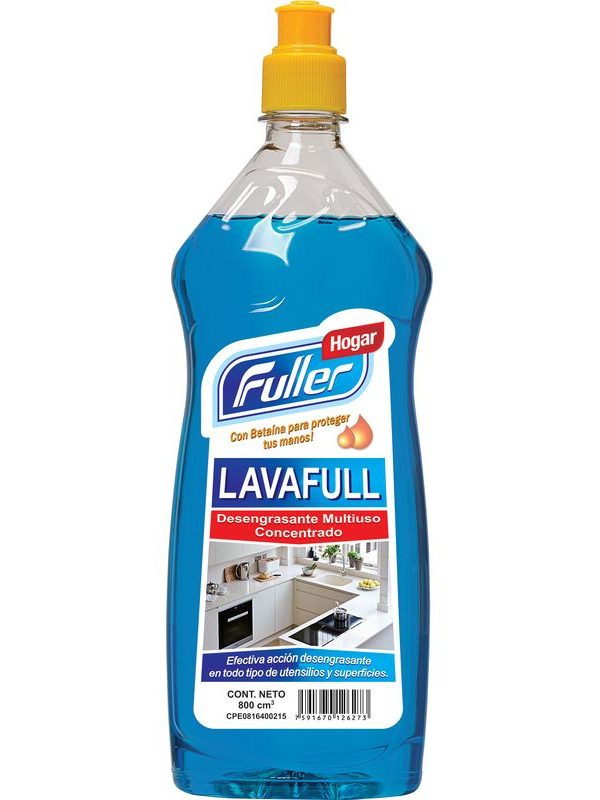 Hogar
Fuller
Con Betaína para proteger
tus manos!
LAVAFULL
Desengrasante Multiuso
Concentrado
Efectiva acción desengrasante
en todo tipo de utensilios y superficies.
CONT. NETO
800 cm³
CPE0816400215
7 591670 126273